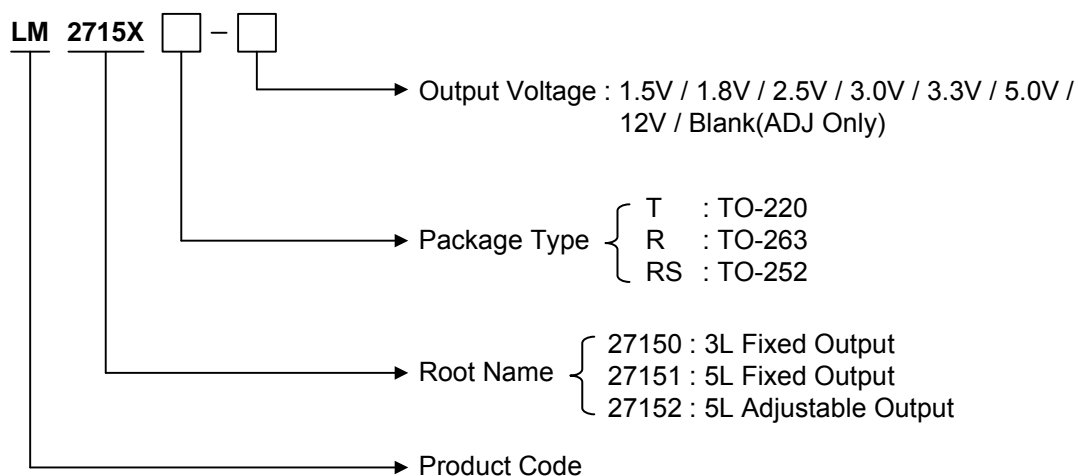 LM 2715X –
Output Voltage : 1.5V / 1.8V / 2.5V / 3.0V / 3.3V / 5.0V /
12V / Blank(ADJ Only)
Package Type
T : TO-220
R : TO-263
RS : TO-252
Root Name
27150 : 3L Fixed Output
27151 : 5L Fixed Output
27152 : 5L Adjustable Output
Product Code